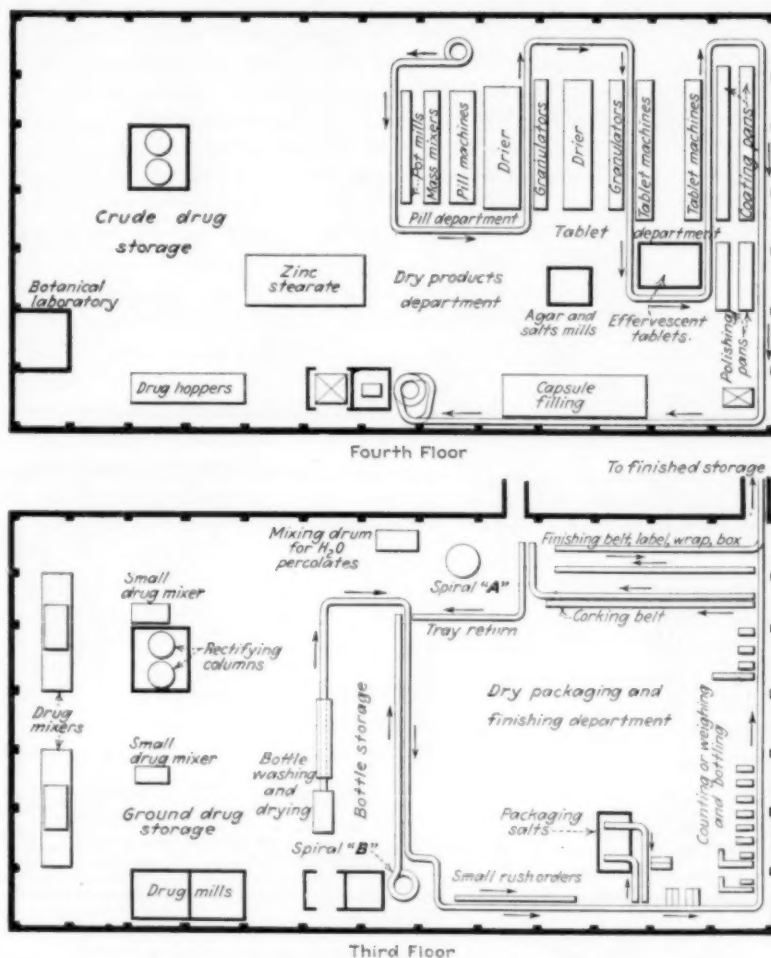 Crude drug
storage
Botanical
laboratory
Zinc
stearate
Drug hoppers
Pot mills
Mass mixers
Pill machines
Drier
Granulators
Drier
Granulators
Tablet machines
Tablet machines
Coating pans
Pill department
Tablet department
Dry products
department
Agar and
salts mills
Effervescent
tablets.
Polishing
pans
Capsule
filling
Fourth Floor
To finished storage
Mixing drum
for H2O
percolates
Spiral "A"
Finishing belt, label, wrap, box
Small
drug mixer
Rectifying
columns
Tray return
Corking belt
Drug
mixers
Small
drug mixer
Bottle
washing
and
drying
Bottle storage
Dry packaging and
finishing department
Counting or weighing
and bottling
Ground drug
storage
Packaging
salts
Spiral "B"
Small rush orders
Drug mills
Third Floor